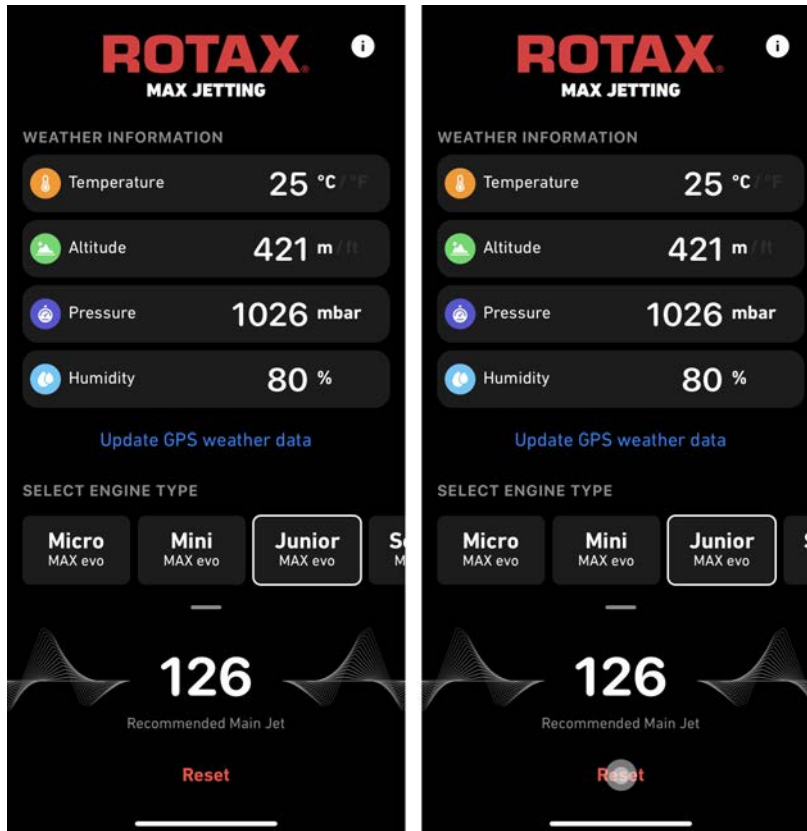 ROTAX®
MAX JETTING
i
WEATHER INFORMATION
Temperature 25 °C / °F
Altitude 421 m / ft
Pressure 1026 mbar
Humidity 80 %
Update GPS weather data
SELECT ENGINE TYPE
Micro
MAX evo
Mini
MAX evo
Junior
MAX evo
126
Recommended Main Jet
Reset
ROTAX®
MAX JETTING
i
WEATHER INFORMATION
Temperature 25 °C / °F
Altitude 421 m / ft
Pressure 1026 mbar
Humidity 80 %
Update GPS weather data
SELECT ENGINE TYPE
Micro
MAX evo
Mini
MAX evo
Junior
MAX evo
126
Recommended Main Jet
Reset